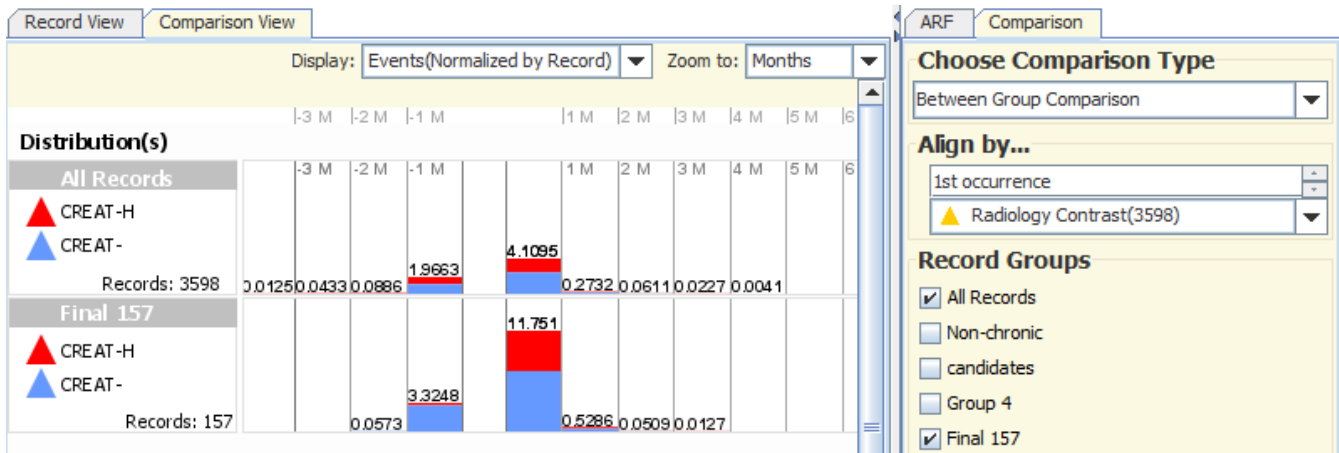 Record View Comparison View
Display: Events(Normalized by Record) Zoom to: Months
|-3 M |-2 M |-1 M |1 M |2 M |3 M |4 M |5 M |6
Distribution(s)
All Records
-3 M -2 M -1 M 1 M 2 M 3 M 4 M 5 M 6
CREAT-H
CREAT-
4.1095
1.9663
Records: 3598
0.0125 0.0433 0.0886 0.2732 0.0611 0.0227 0.0041
Final 157
11.751
CREAT-H
CREAT-
3.3248
Records: 157
0.0573 0.5286 0.0509 0.0127
ARF Comparison
Choose Comparison Type
Between Group Comparison
Align by...
1st occurrence
Radiology Contrast(3598)
Record Groups
All Records
Non-chronic
candidates
Group 4
Final 157